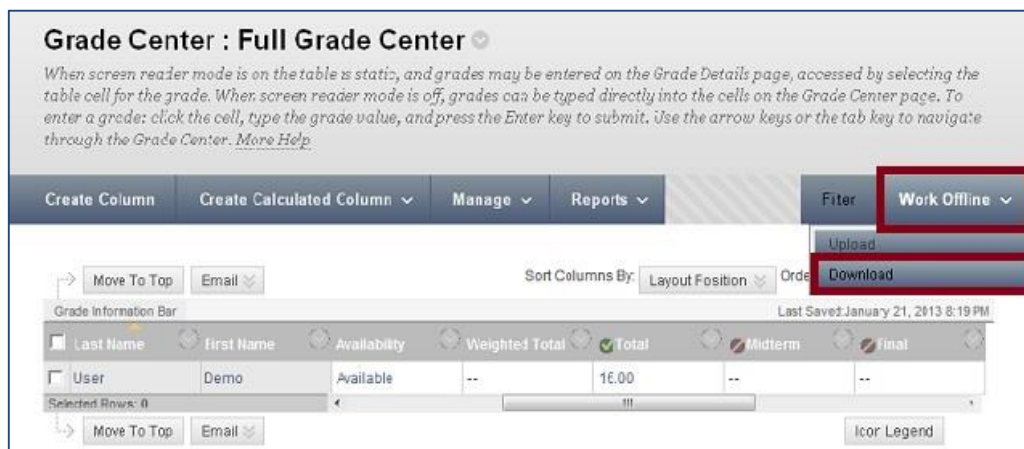 Grade Center : Full Grade Center
When screen reader mode is on the table is static, and grades may be entered on the Grade Details page, accessed by selecting the
table cell for the grade. When screen reader mode is off, grades can be typed directly into the cells on the Grade Center page. To
enter a grade: click the cell, type the grade value, and press the Enter key to submit. Use the arrow keys or the tab key to navigate
through the Grade Center. More Help
Create Column Create Calculated Column Manage Reports Filter Work Offline
Upload
Move To Top Email Sort Columns By: Layout Position Orde Download
Grade Information Bar Last Saved:January 21, 2013 8:19 PM
Last Name First Name Availability Weighted Total Total Midterm Final
User Demo Available -- 16.00 -- --
Selected Rows: 0
Move To Top Email Icon Legend